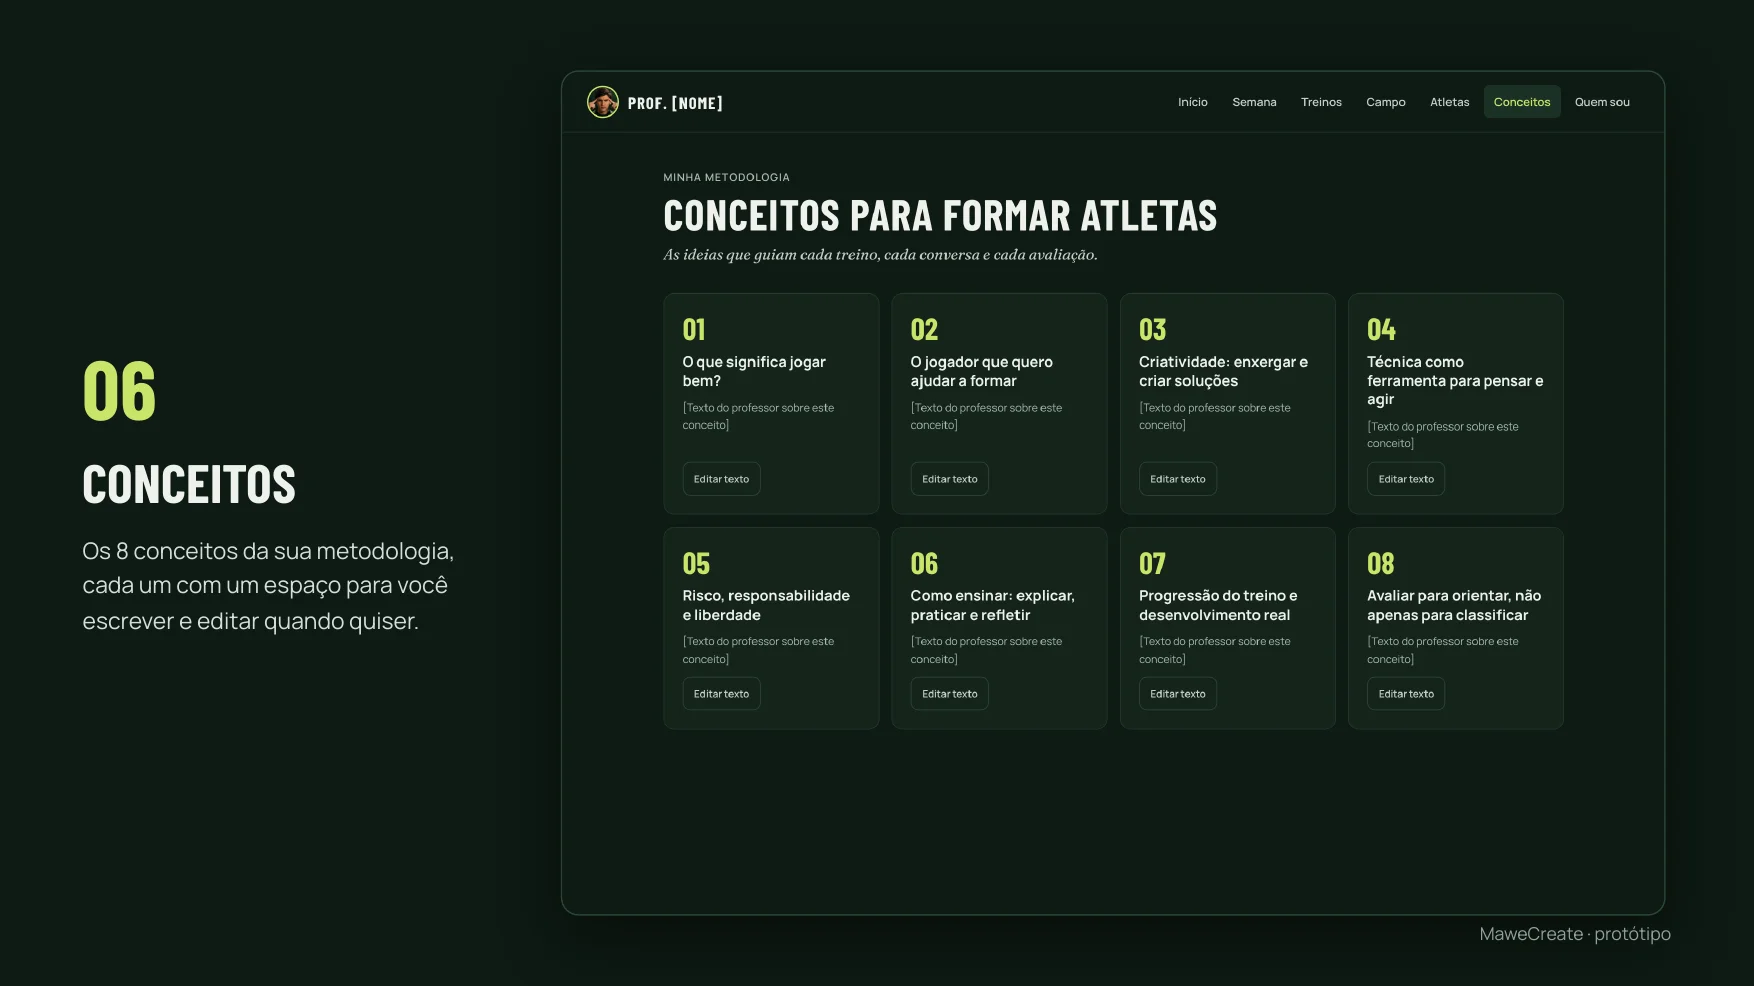 06
CONCEITOS
Os 8 conceitos da sua metodologia,
cada um com um espaço para você
escrever e editar quando quiser.
PROF. [NOME]
Início
Semana
Treinos
Campo
Atletas
Conceitos
Quem sou
MINHA METODOLOGIA
CONCEITOS PARA FORMAR ATLETAS
As ideias que guiam cada treino, cada conversa e cada avaliação.
01
O que significa jogar
bem?
[Texto do professor sobre este
conceito]
Editar texto
02
O jogador que quero
ajudar a formar
[Texto do professor sobre este
conceito]
Editar texto
03
Criatividade: enxergar e
criar soluções
[Texto do professor sobre este
conceito]
Editar texto
04
Técnica como
ferramenta para pensar e
agir
[Texto do professor sobre este
conceito]
Editar texto
05
Risco, responsabilidade
e liberdade
[Texto do professor sobre este
conceito]
Editar texto
06
Como ensinar: explicar,
praticar e refletir
[Texto do professor sobre este
conceito]
Editar texto
07
Progressão do treino e
desenvolvimento real
[Texto do professor sobre este
conceito]
Editar texto
08
Avaliar para orientar, não
apenas para classificar
[Texto do professor sobre este
conceito]
Editar texto
MaweCreate · protótipo